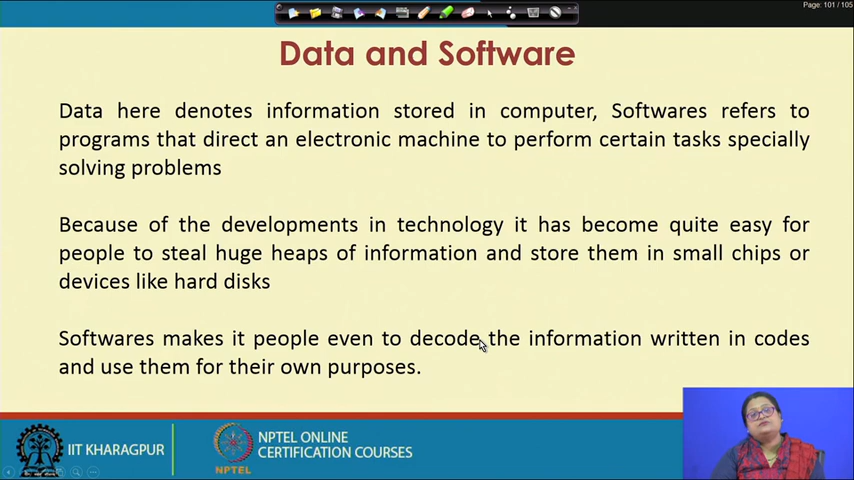 Page: 101 / 105
Data and Software
Data here denotes information stored in computer, Softwares refers to
programs that direct an electronic machine to perform certain tasks specially
solving problems
Because of the developments in technology it has become quite easy for
people to steal huge heaps of information and store them in small chips or
devices like hard disks
Softwares makes it people even to decode the information written in codes
and use them for their own purposes.
IIT KHARAGPUR
NPTEL
NPTEL ONLINE
CERTIFICATION COURSES